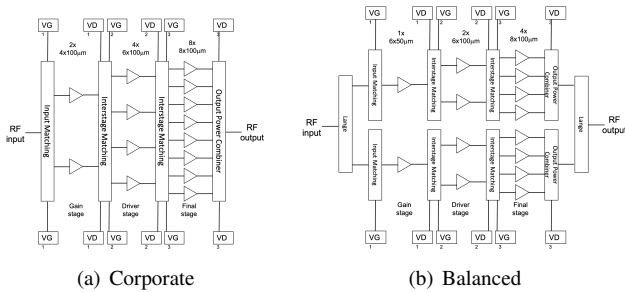 VG
1
VD
1
VG
2
VD
2
VG
3
VD
3
2x
4x100µm
4x
6x100µm
8x
8x100µm
RF
input
Input Matching
Interstage Matching
Interstage Matching
Output Power Combiner
RF
output
Gain
stage
Driver
stage
Final
stage
VG
1
VD
1
VG
2
VD
2
VG
3
VD
3
(a) Corporate
VG
1
VD
1
VG
2
VD
2
VG
3
VD
3
1x
6x50µm
2x
6x100µm
4x
8x100µm
RF
input
Lange
Input Matching
Interstage Matching
Interstage Matching
Output Power
Combiner
Input Matching
Interstage Matching
Interstage Matching
Output Power
Combiner
Lange
RF
output
Gain
stage
Driver
stage
Final
stage
VG
1
VD
1
VG
2
VD
2
VG
3
VD
3
(b) Balanced